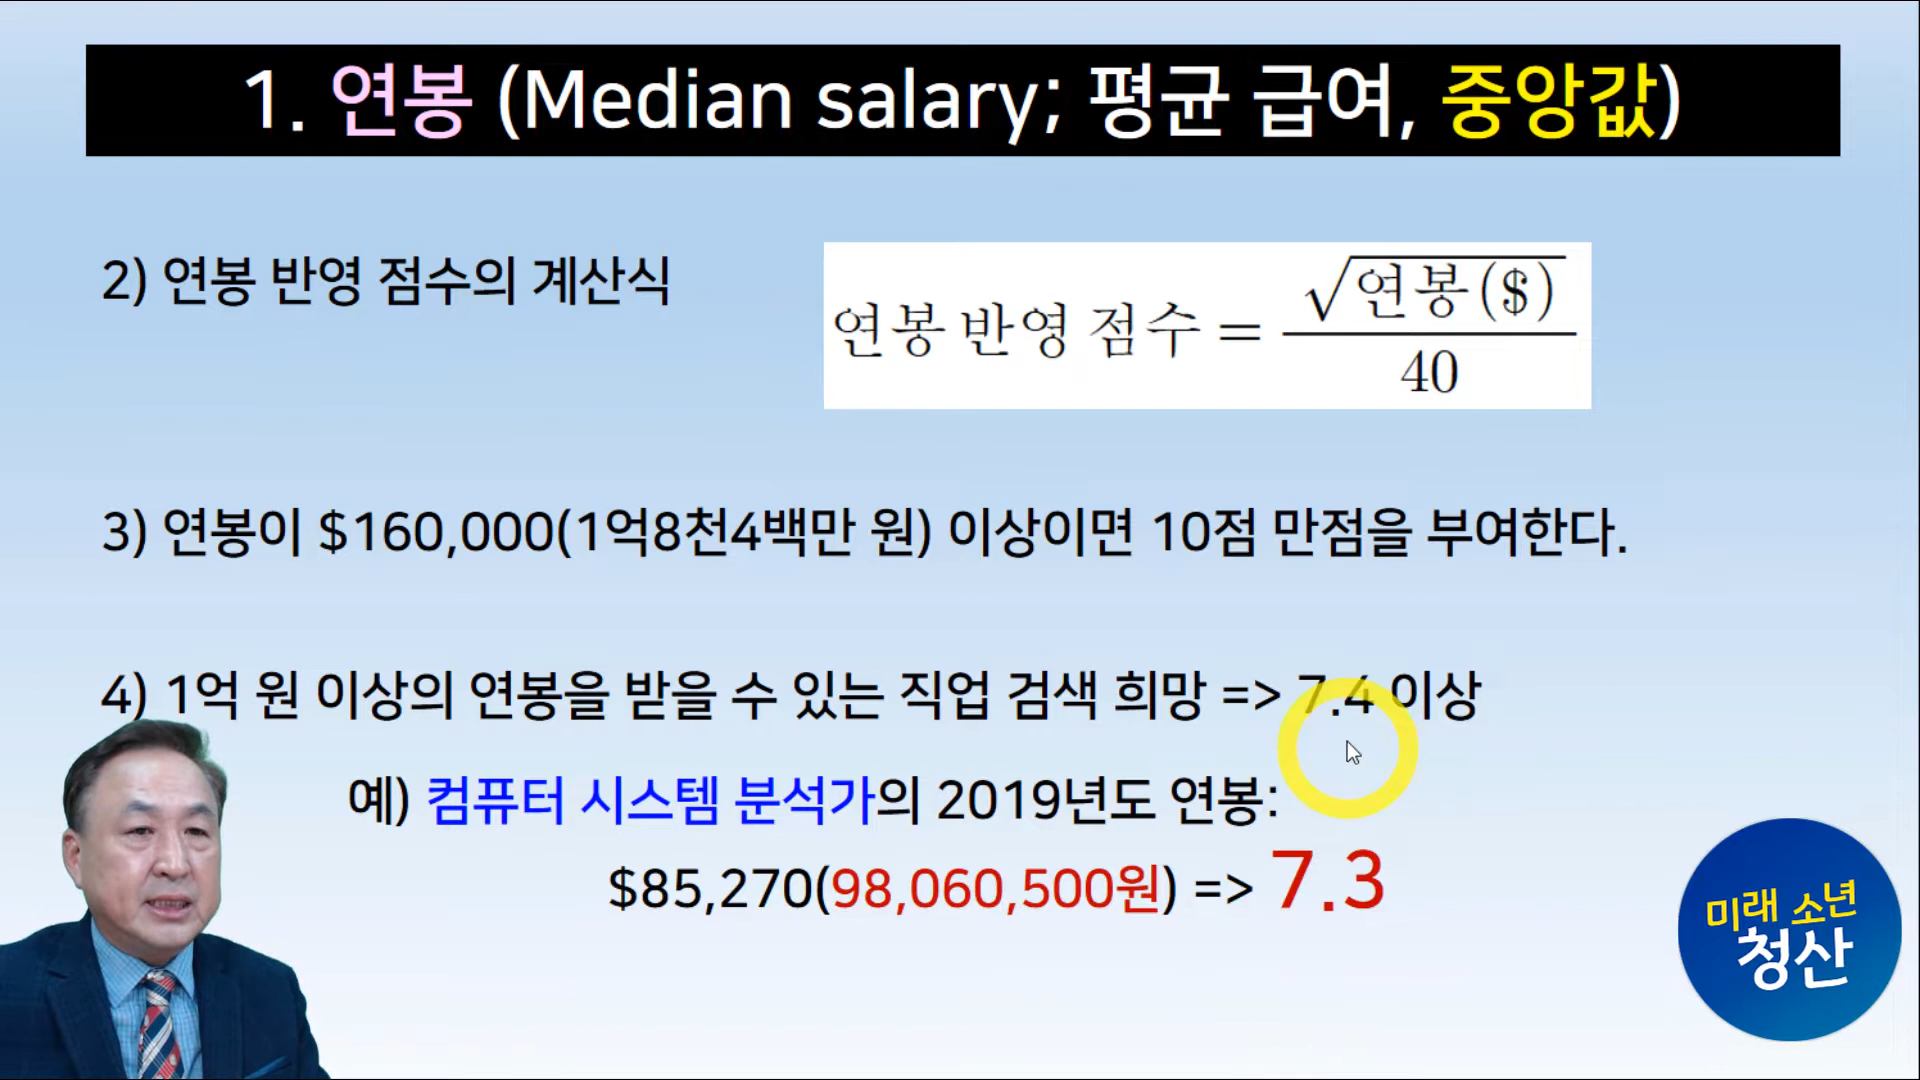 1. 연봉 (Median salary; 평균 급여, 중앙값)
2) 연봉 반영 점수의 계산식
연봉 반영 점수 = √연봉($) / 40
3) 연봉이 $160,000(1억8천4백만 원) 이상이면 10점 만점을 부여한다.
4) 1억 원 이상의 연봉을 받을 수 있는 직업 검색 희망 => 7.4 이상
예) 컴퓨터 시스템 분석가의 2019년도 연봉:
$85,270(98,060,500원) => 7.3
미래 소년
청산